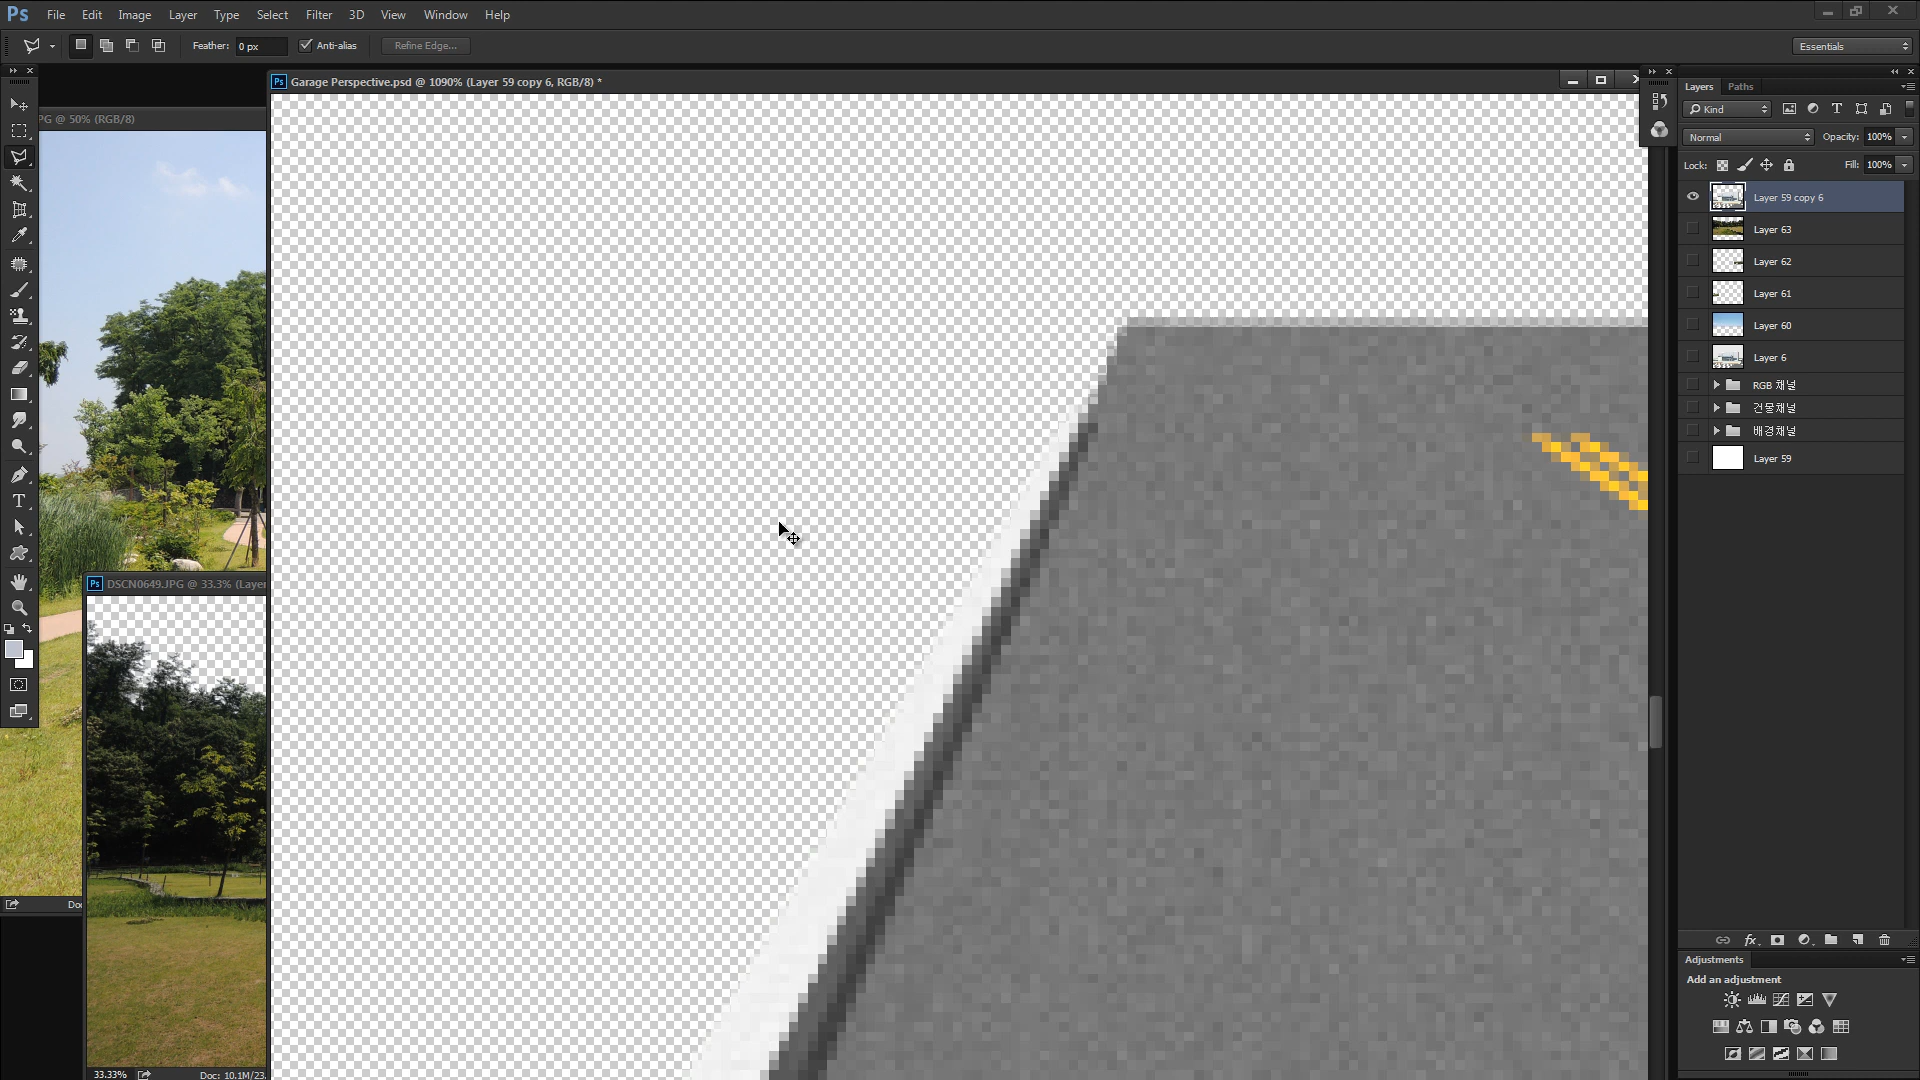 Ps File Edit Image Layer Type Select Filter 3D View Window Help
Feather: 0 px Anti-alias Refine Edge... Essentials
PG @ 50% (RGB/8)
Ps Garage Perspective.psd @ 1090% (Layer 59 copy 6, RGB/8) *
Layers Paths
Kind
Normal Opacity: 100%
Lock: Fill: 100%
Layer 59 copy 6
Layer 63
Layer 62
Layer 61
Layer 60
Layer 6
RGB 채널
건물채널
배경채널
Layer 59
T
Ps DSCN0649.JPG @ 33.3% (Layer
Doc
33.33% Doc: 10.1M/23.
fx
Adjustments
Add an adjustment